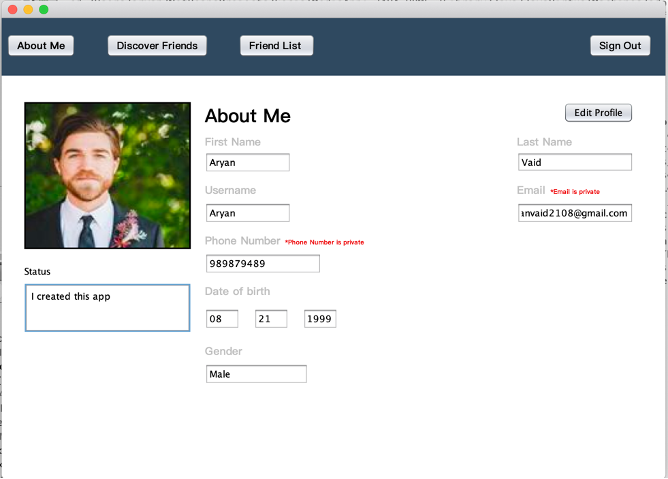 About Me
Discover Friends
Friend List
Sign Out
About Me
Edit Profile
First Name
Last Name
Aryan
Vaid
Username
Email *Email is private
Aryan
anvaid2108@gmail.com
Phone Number *Phone Number is private
989879489
Status
Date of birth
I created this app
08 21 1999
Gender
Male